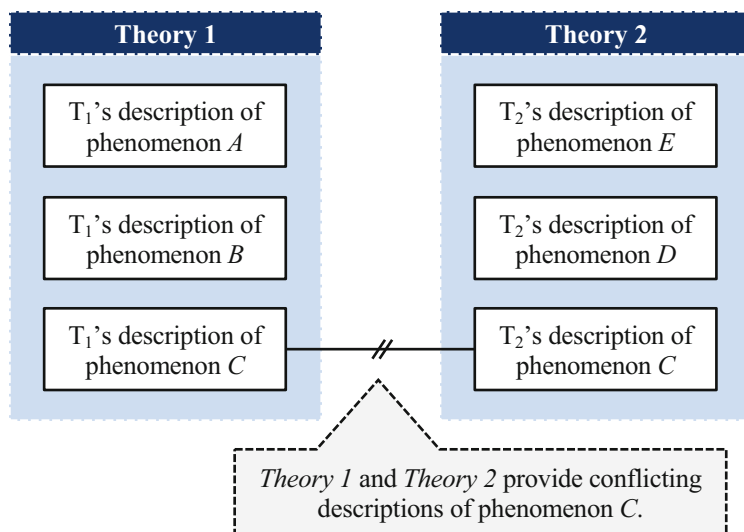 Theory 1
T₁'s description of
phenomenon A
T₁'s description of
phenomenon B
T₁'s description of
phenomenon C
Theory 2
T₂'s description of
phenomenon E
T₂'s description of
phenomenon D
T₂'s description of
phenomenon C
Theory 1 and Theory 2 provide conflicting
descriptions of phenomenon C.